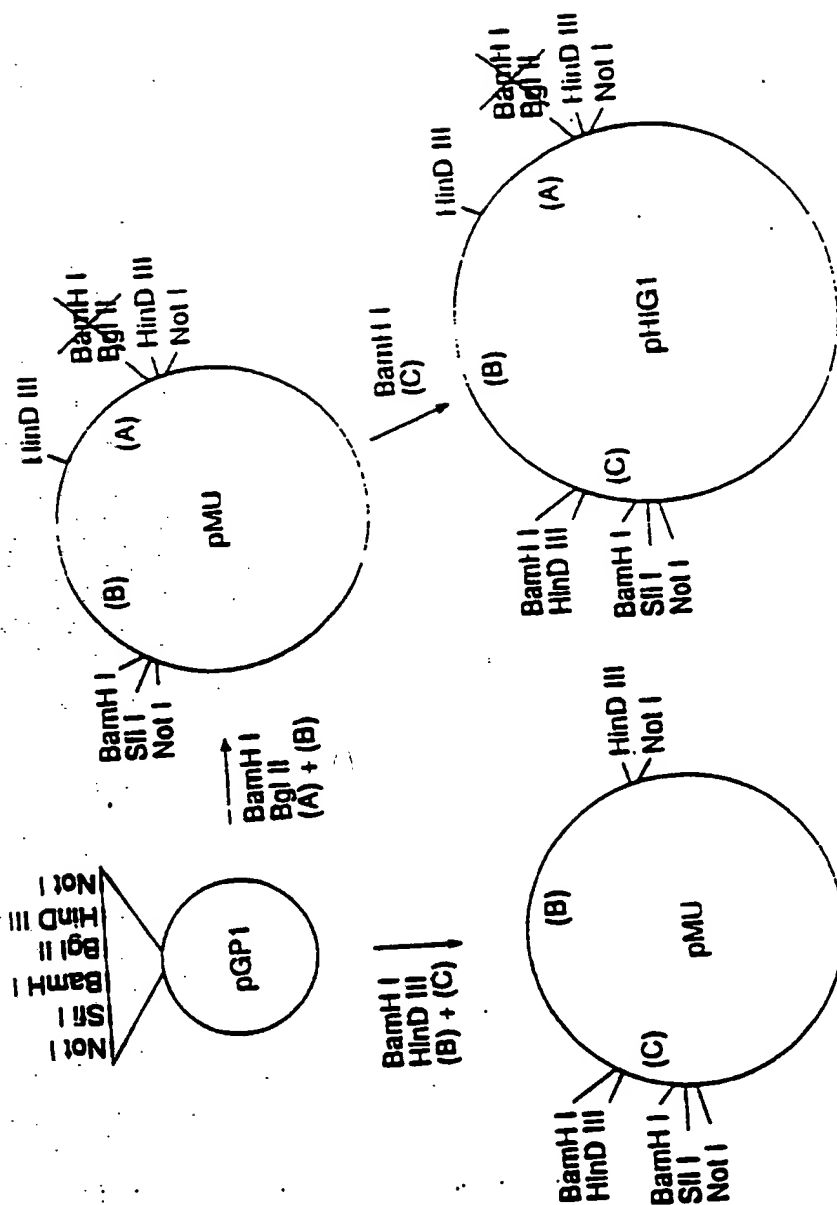 Not I
Sfi I
BamH I
Bgl II
HinD III
Not I
pGP1
BamH I
Bgl II
(A) + (B)
BamH I
HinD III
(B) + (C)
BamH I
Sfi I
Not I
(B)
HinD III
(A)
BamH I
Bgl II
HinD III
Not I
pMU
BamH I
(C)
BamH I
HinD III
(C)
BamH I
Sfi I
Not I
(B)
HinD III
Not I
pMU
BamH I
HinD III
(C)
BamH I
Sfi I
Not I
(B)
HinD III
(A)
BamH I
Bgl II
HinD III
Not I
pHIG1